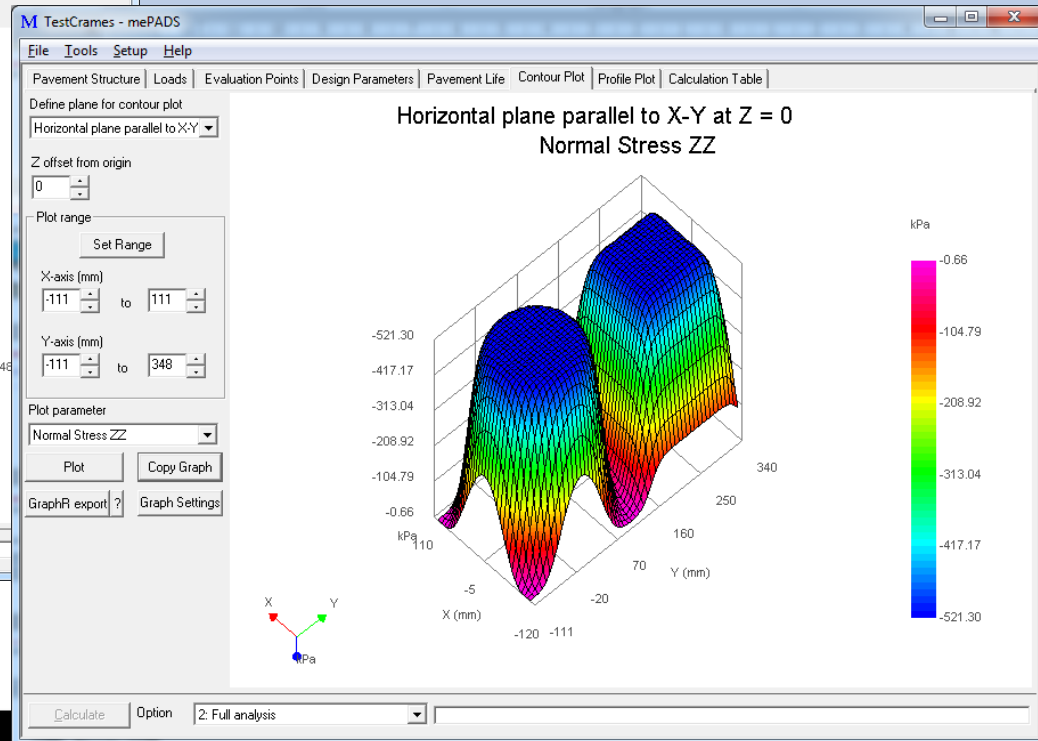 M TestCrames - mePADS
File Tools Setup Help
Pavement Structure Loads Evaluation Points Design Parameters Pavement Life Contour Plot Profile Plot Calculation Table
Define plane for contour plot
Horizontal plane parallel to X-Y
Z offset from origin
0
Plot range
Set Range
X-axis (mm)
-111 to 111
Y-axis (mm)
-111 to 348
Plot parameter
Normal Stress ZZ
Plot Copy Graph
GraphR export ? Graph Settings
Horizontal plane parallel to X-Y at Z = 0
Normal Stress ZZ
-521.30
-417.17
-313.04
-208.92
-104.79
-0.66
kPa
110
-5
X (mm)
-120
-111
-20
70
Y (mm)
160
250
340
kPa
-0.66
-104.79
-208.92
-313.04
-417.17
-521.30
X Y
kPa
Calculate Option 2: Full analysis
48